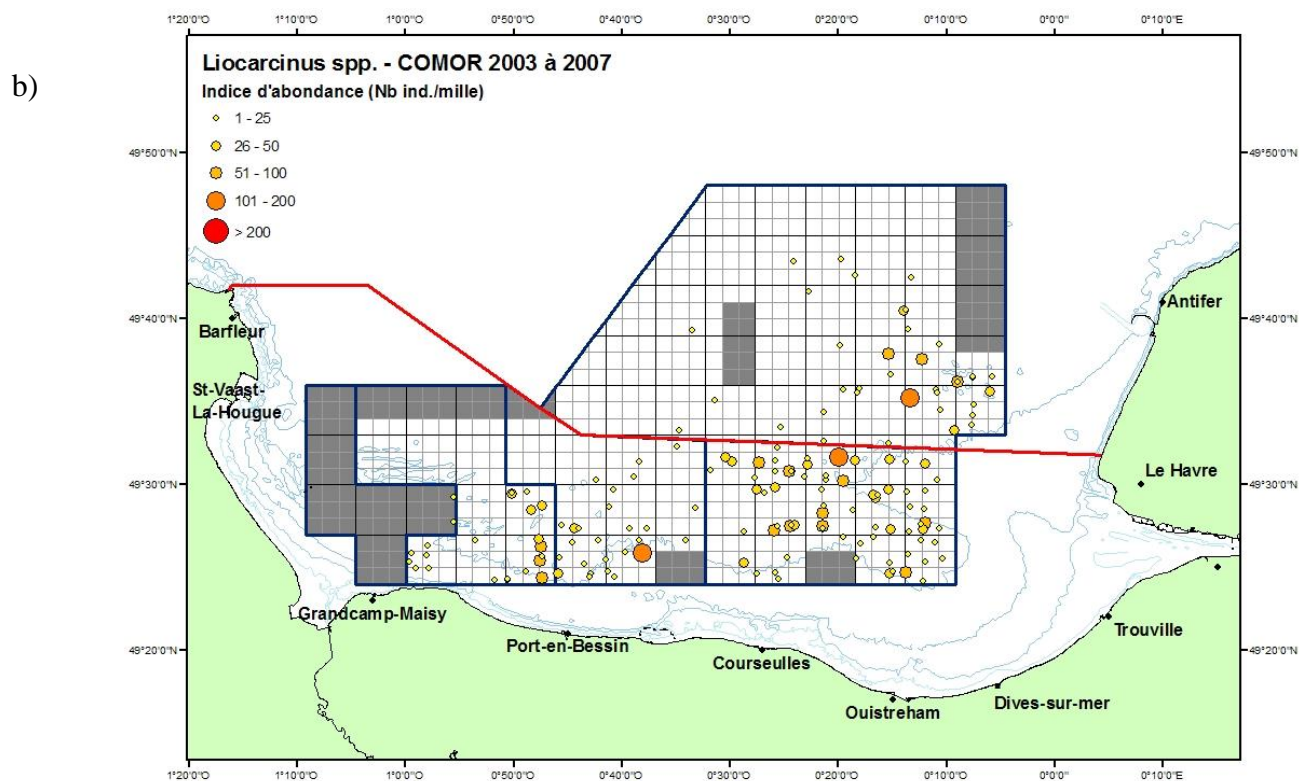 b)
1°20'0"O 1°10'0"O 1°0'0"O 0°50'0"O 0°40'0"O 0°30'0"O 0°20'0"O 0°10'0"O 0°0'0"O 0°10'0"E
Liocarcinus spp. - COMOR 2003 à 2007
Indice d'abondance (Nb ind./mille)
1 - 25
26 - 50
51 - 100
101 - 200
> 200
49°50'0"N 49°50'0"N
Antifer
49°40'0"N 49°40'0"N
Barfleur
St-Vaast-
La-Hougue
Le Havre
49°30'0"N 49°30'0"N
Grandcamp-Maisy
Trouville
Port-en-Bessin
49°20'0"N 49°20'0"N
Courseulles
Dives-sur-mer
Ouistreham
1°20'0"O 1°10'0"O 1°0'0"O 0°50'0"O 0°40'0"O 0°30'0"O 0°20'0"O 0°10'0"O 0°0'0"O 0°10'0"E